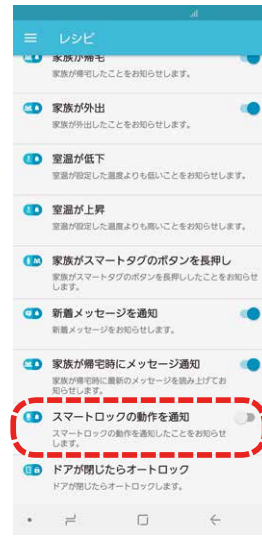 レシピ
家族が帰宅
家族が帰宅したことをお知らせします。
家族が外出
家族が外出したことをお知らせします。
室温が低下
室温が設定した温度よりも低いことをお知らせします。
室温が上昇
室温が設定した温度よりも高いことをお知らせします。
家族がスマートタグのボタンを長押し
家族がスマートタグのボタンを長押ししたことをお知らせ
します。
新着メッセージを通知
新着メッセージをお知らせします。
家族が帰宅時にメッセージ通知
家族が帰宅時に最新のメッセージを読み上げてお
知らせします。
スマートロックの動作を通知
スマートロックの動作を通知したことをお知らせ
します。
ドアが閉じたらオートロック
ドアが閉じたらオートロックします。